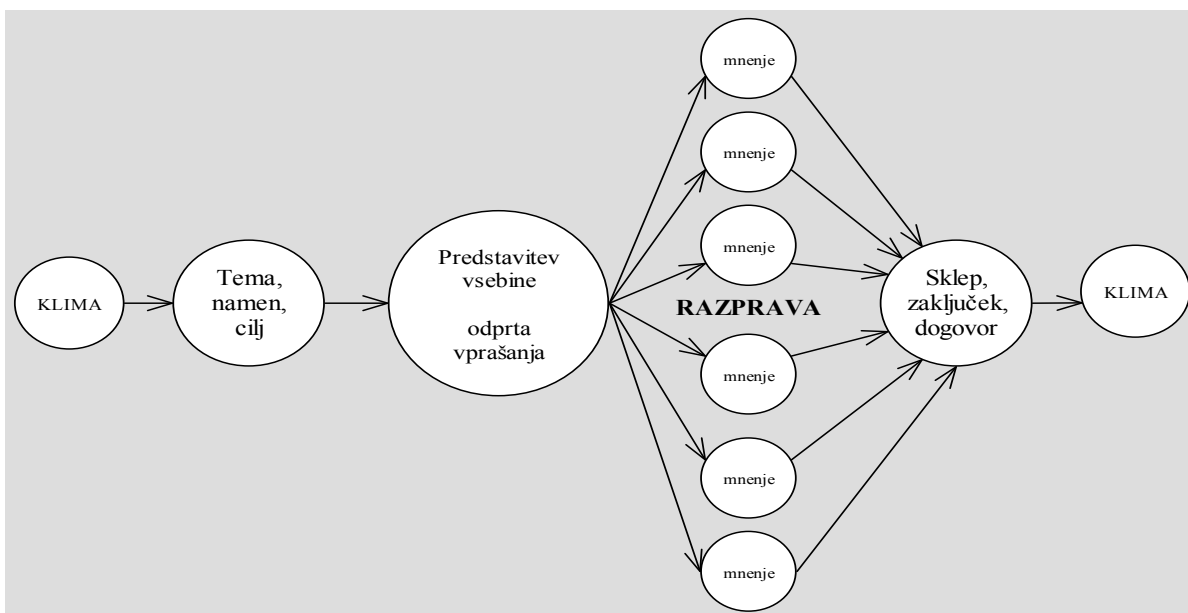 KLIMA
Tema,
namen,
cilj
Predstavitev
vsebine
odprta
vprašanja
mnenje
mnenje
mnenje
RAZPRAVA
mnenje
mnenje
mnenje
Sklep,
zaključek,
dogovor
KLIMA